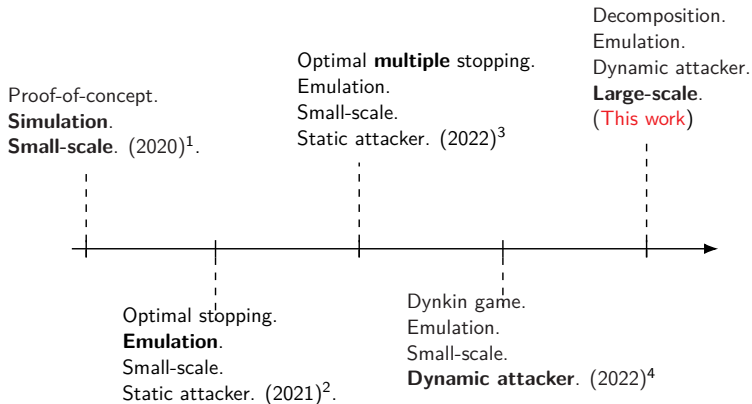 Proof-of-concept.
Simulation.
Small-scale. (2020)¹.
Optimal stopping.
Emulation.
Small-scale.
Static attacker. (2021)².
Optimal multiple stopping.
Emulation.
Small-scale.
Static attacker. (2022)³
Dynkin game.
Emulation.
Small-scale.
Dynamic attacker. (2022)⁴
Decomposition.
Emulation.
Dynamic attacker.
Large-scale.
(This work)